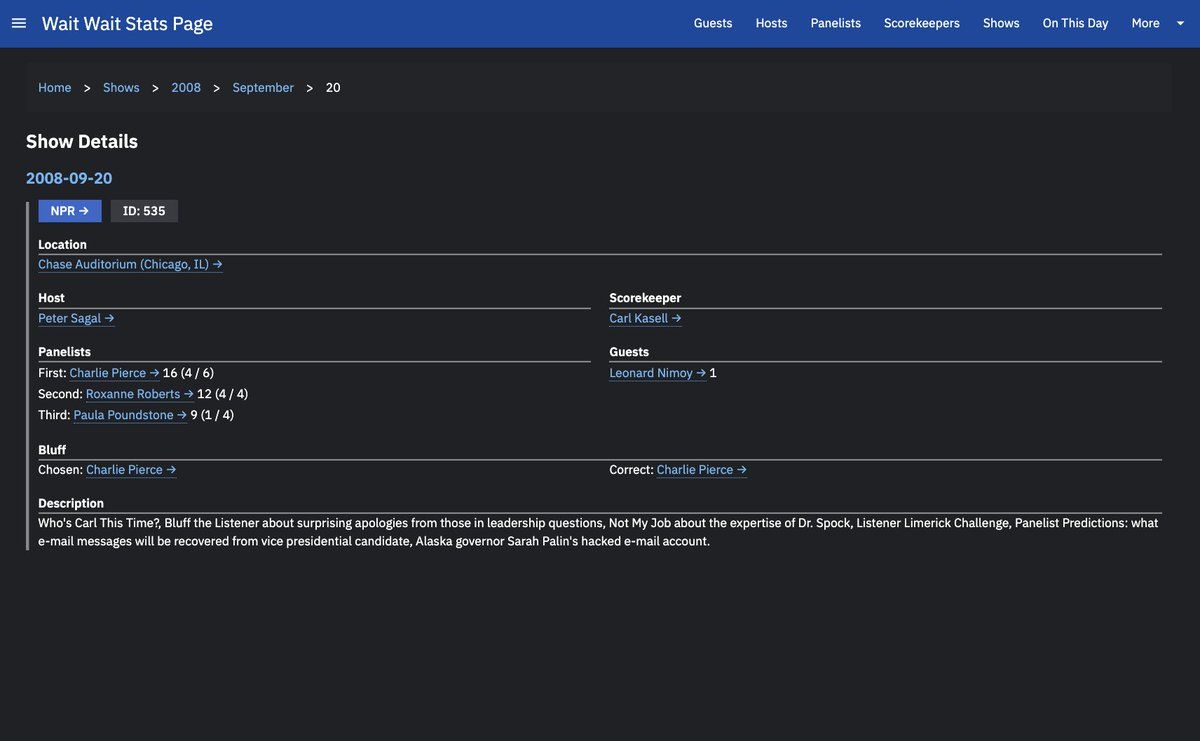 Wait Wait Stats Page
Guests Hosts Panelists Scorekeepers Shows On This Day More
Home > Shows > 2008 > September > 20
Show Details
2008-09-20
NPR → ID: 535
Location
Chase Auditorium (Chicago, IL) →
Host
Peter Sagal →
Scorekeeper
Carl Kasell →
Panelists
First: Charlie Pierce → 16 (4 / 6)
Second: Roxanne Roberts → 12 (4 / 4)
Third: Paula Poundstone → 9 (1 / 4)
Guests
Leonard Nimoy → 1
Bluff
Chosen: Charlie Pierce →
Correct: Charlie Pierce →
Description
Who's Carl This Time?, Bluff the Listener about surprising apologies from those in leadership questions, Not My Job about the expertise of Dr. Spock, Listener Limerick Challenge, Panelist Predictions: what
e-mail messages will be recovered from vice presidential candidate, Alaska governor Sarah Palin's hacked e-mail account.